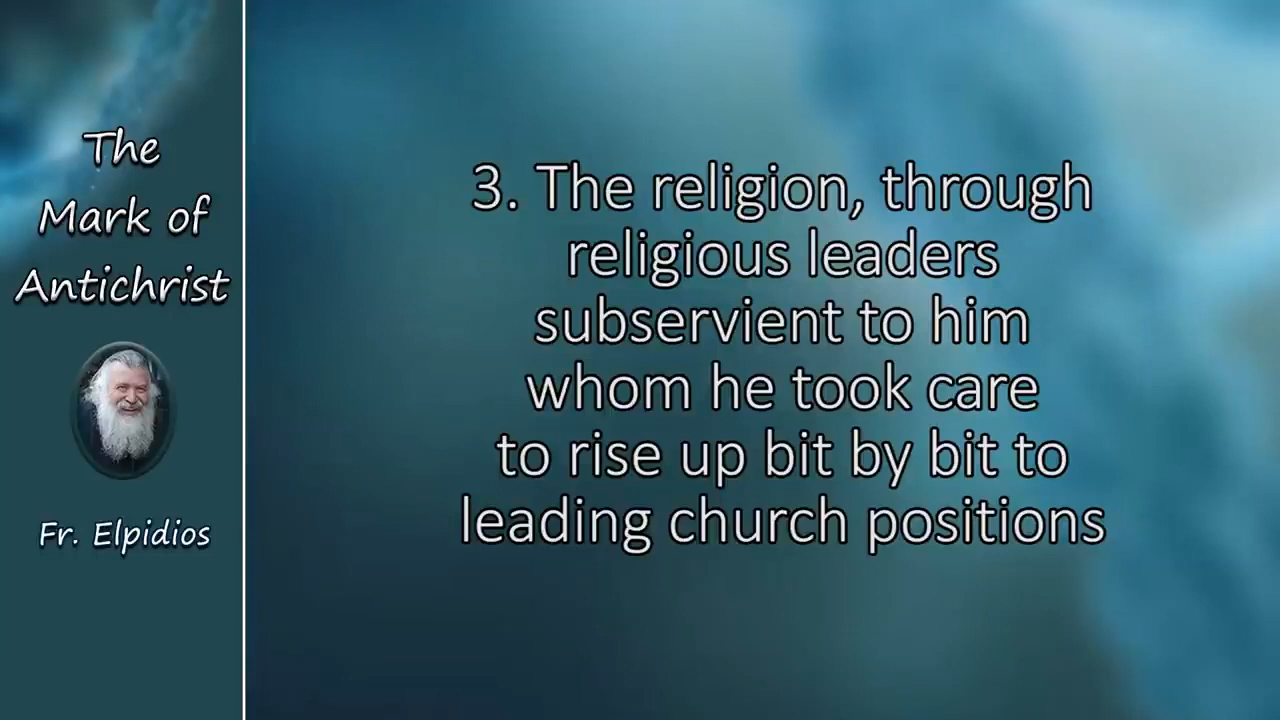 The
Mark of
Antichrist
Fr. Elpidios
3. The religion, through
religious leaders
subservient to him
whom he took care
to rise up bit by bit to
leading church positions